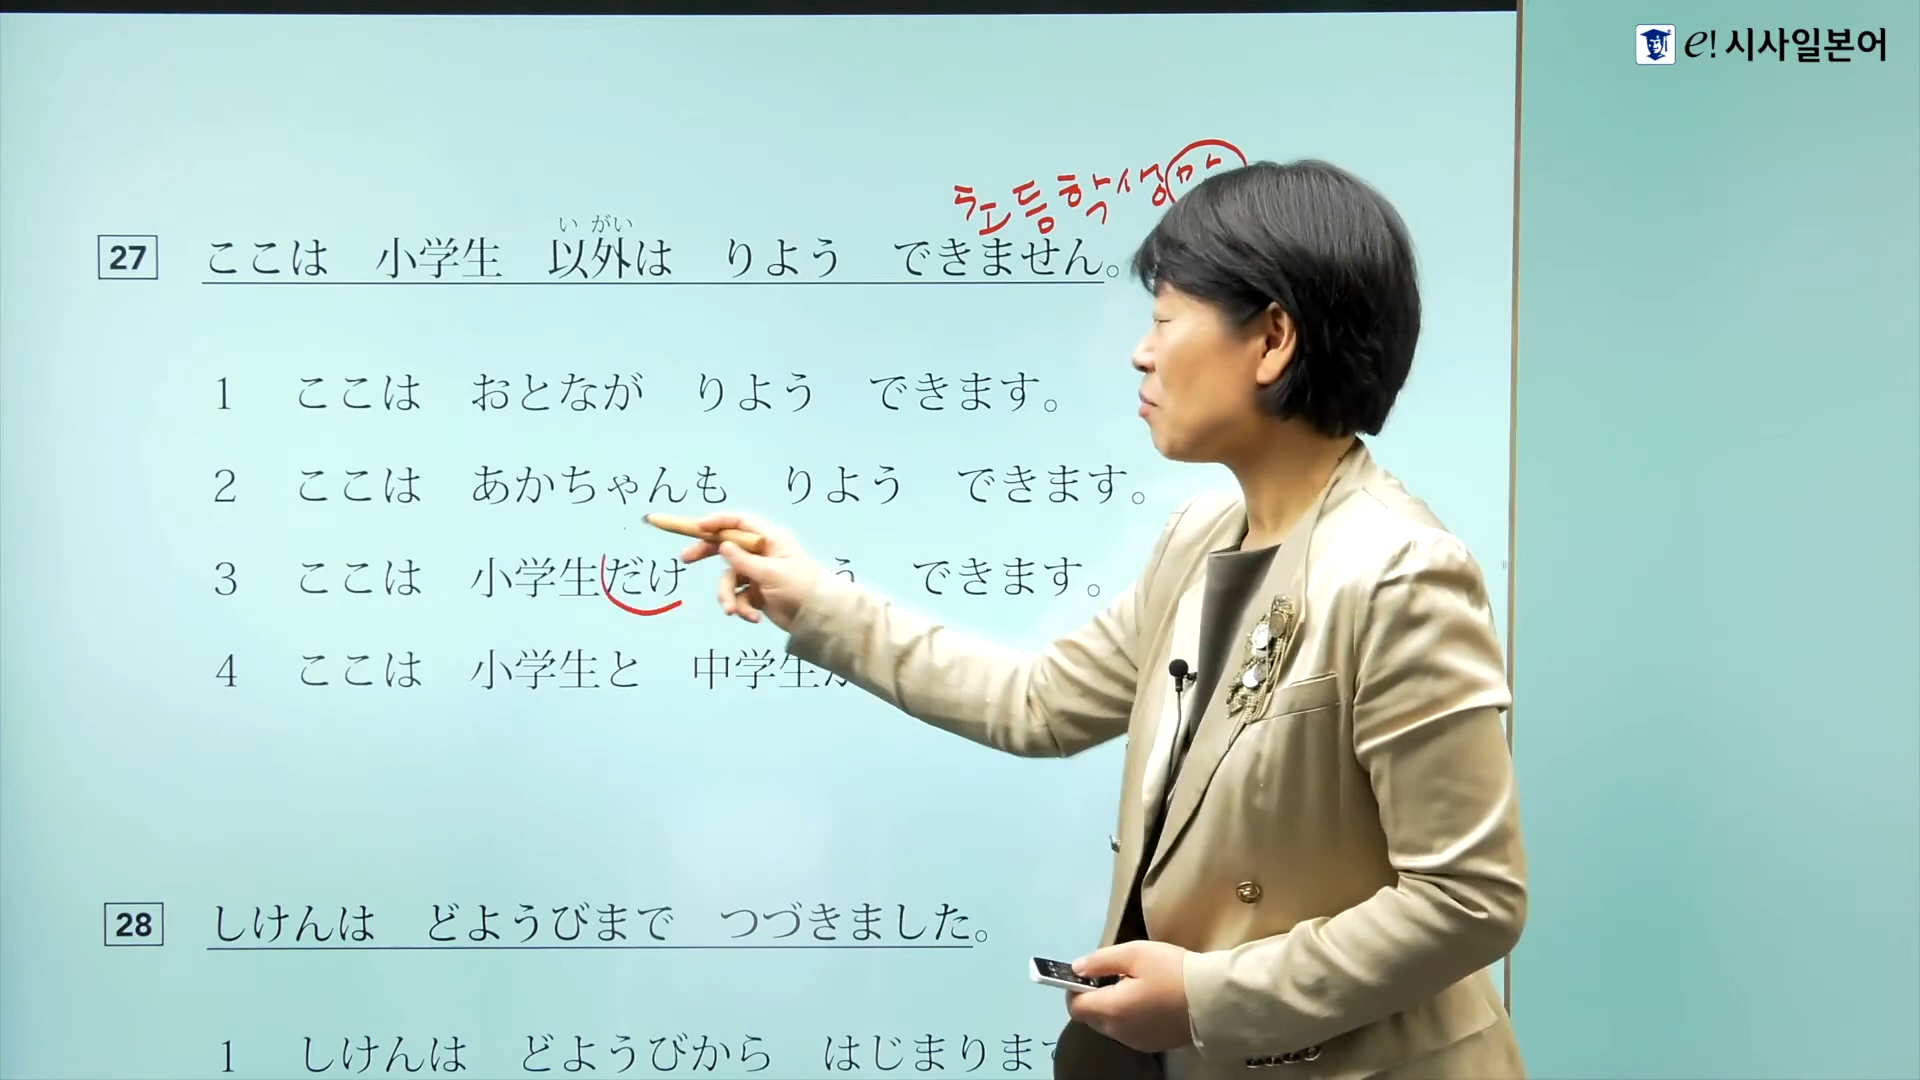 e! 시사일본어
초등학생만
い がい
27 ここは 小学生 以外は りよう できません。
1 ここは おとなが りよう できます。
2 ここは あかちゃんも りよう できます。
3 ここは 小学生だけ う できます。
4 ここは 小学生と 中学生
28 しけんは どようびまで つづきました。
1 しけんは どようびから はじまりま